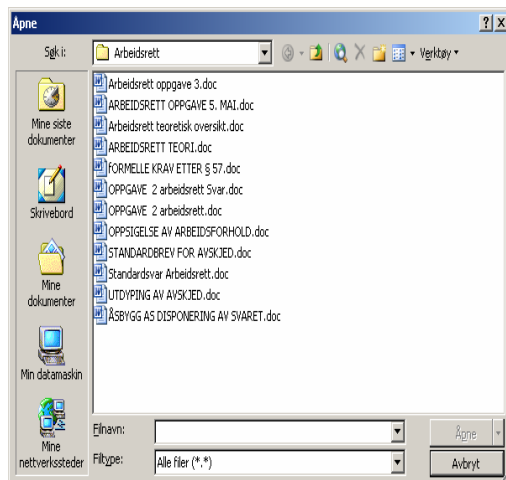 Åpne
Søk i:
Arbeidsrett
Verktøy
Arbeidsrett oppgave 3.doc
ARBEIDSRETT OPPGAVE 5. MAI.doc
Arbeidsrett teoretisk oversikt.doc
ARBEIDSRETT TEORI.doc
fORMELLE KRAV ETTER § 57.doc
OPPGAVE 2 arbeidsrett Svar.doc
OPPGAVE 2 arbeidsrett.doc
OPPSIGELSE AV ARBEIDSFORHOLD.doc
STANDARDBREV FOR AVSKJED.doc
Standardsvar Arbeidsrett.doc
UTDYPING AV AVSKJED.doc
ÅSBYGG AS DISPONERING AV SVARET.doc
Mine siste
dokumenter
Skrivebord
Mine
dokumenter
Min datamaskin
Mine
nettverkssteder
Filnavn:
Åpne
Filtype:
Alle filer (*.*)
Avbryt